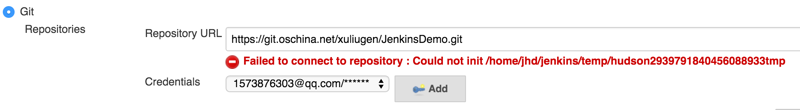 Git
Repositories
Repository URL
https://git.oschina.net/xuliugen/JenkinsDemo.git
Failed to connect to repository : Could not init /home/jhd/jenkins/temp/hudson2939791840456088933tmp
Credentials
1573876303@qq.com/******
Add